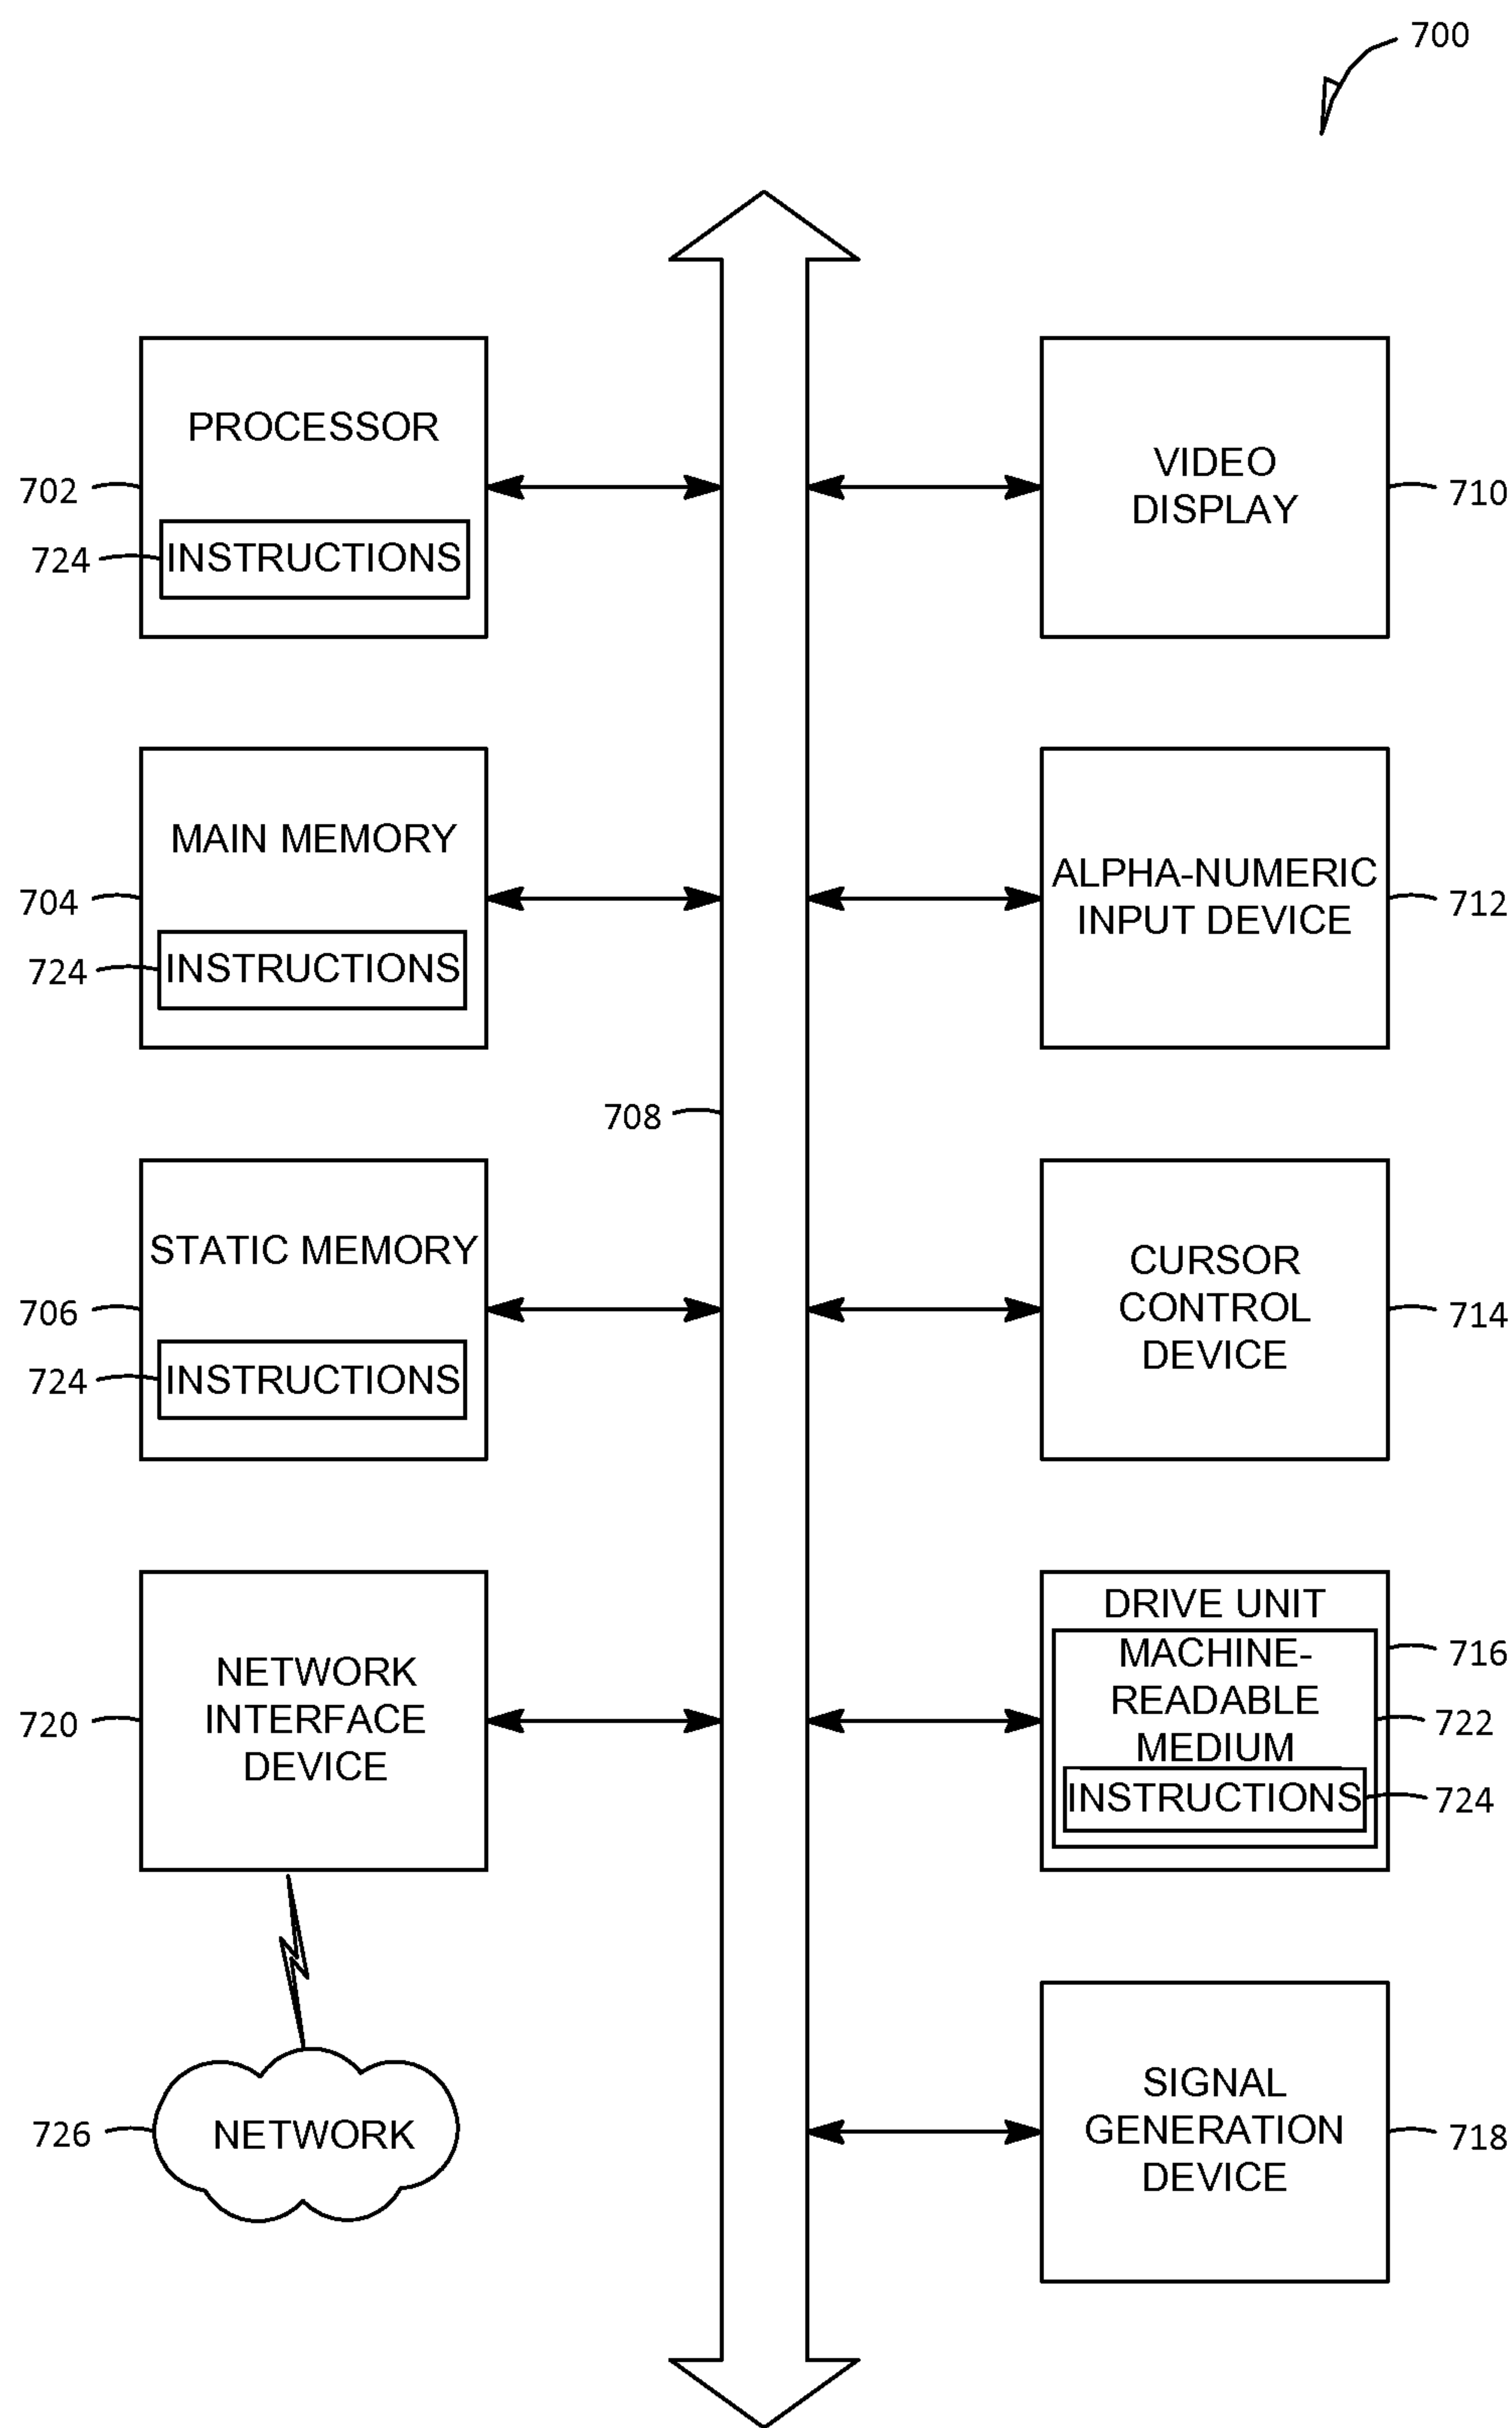 700
PROCESSOR
702
724
INSTRUCTIONS
VIDEO
DISPLAY
710
MAIN MEMORY
704
724
INSTRUCTIONS
ALPHA-NUMERIC
INPUT DEVICE
712
708
STATIC MEMORY
706
724
INSTRUCTIONS
CURSOR
CONTROL
DEVICE
714
NETWORK
INTERFACE
DEVICE
720
DRIVE UNIT
716
MACHINE-
READABLE
MEDIUM
722
INSTRUCTIONS
724
NETWORK
726
SIGNAL
GENERATION
DEVICE
718